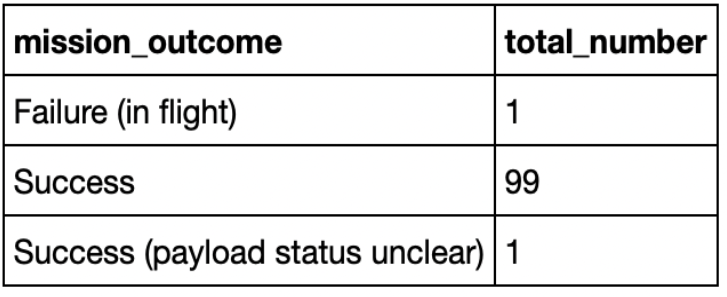 mission_outcome total_number
Failure (in flight) 1
Success 99
Success (payload status unclear) 1